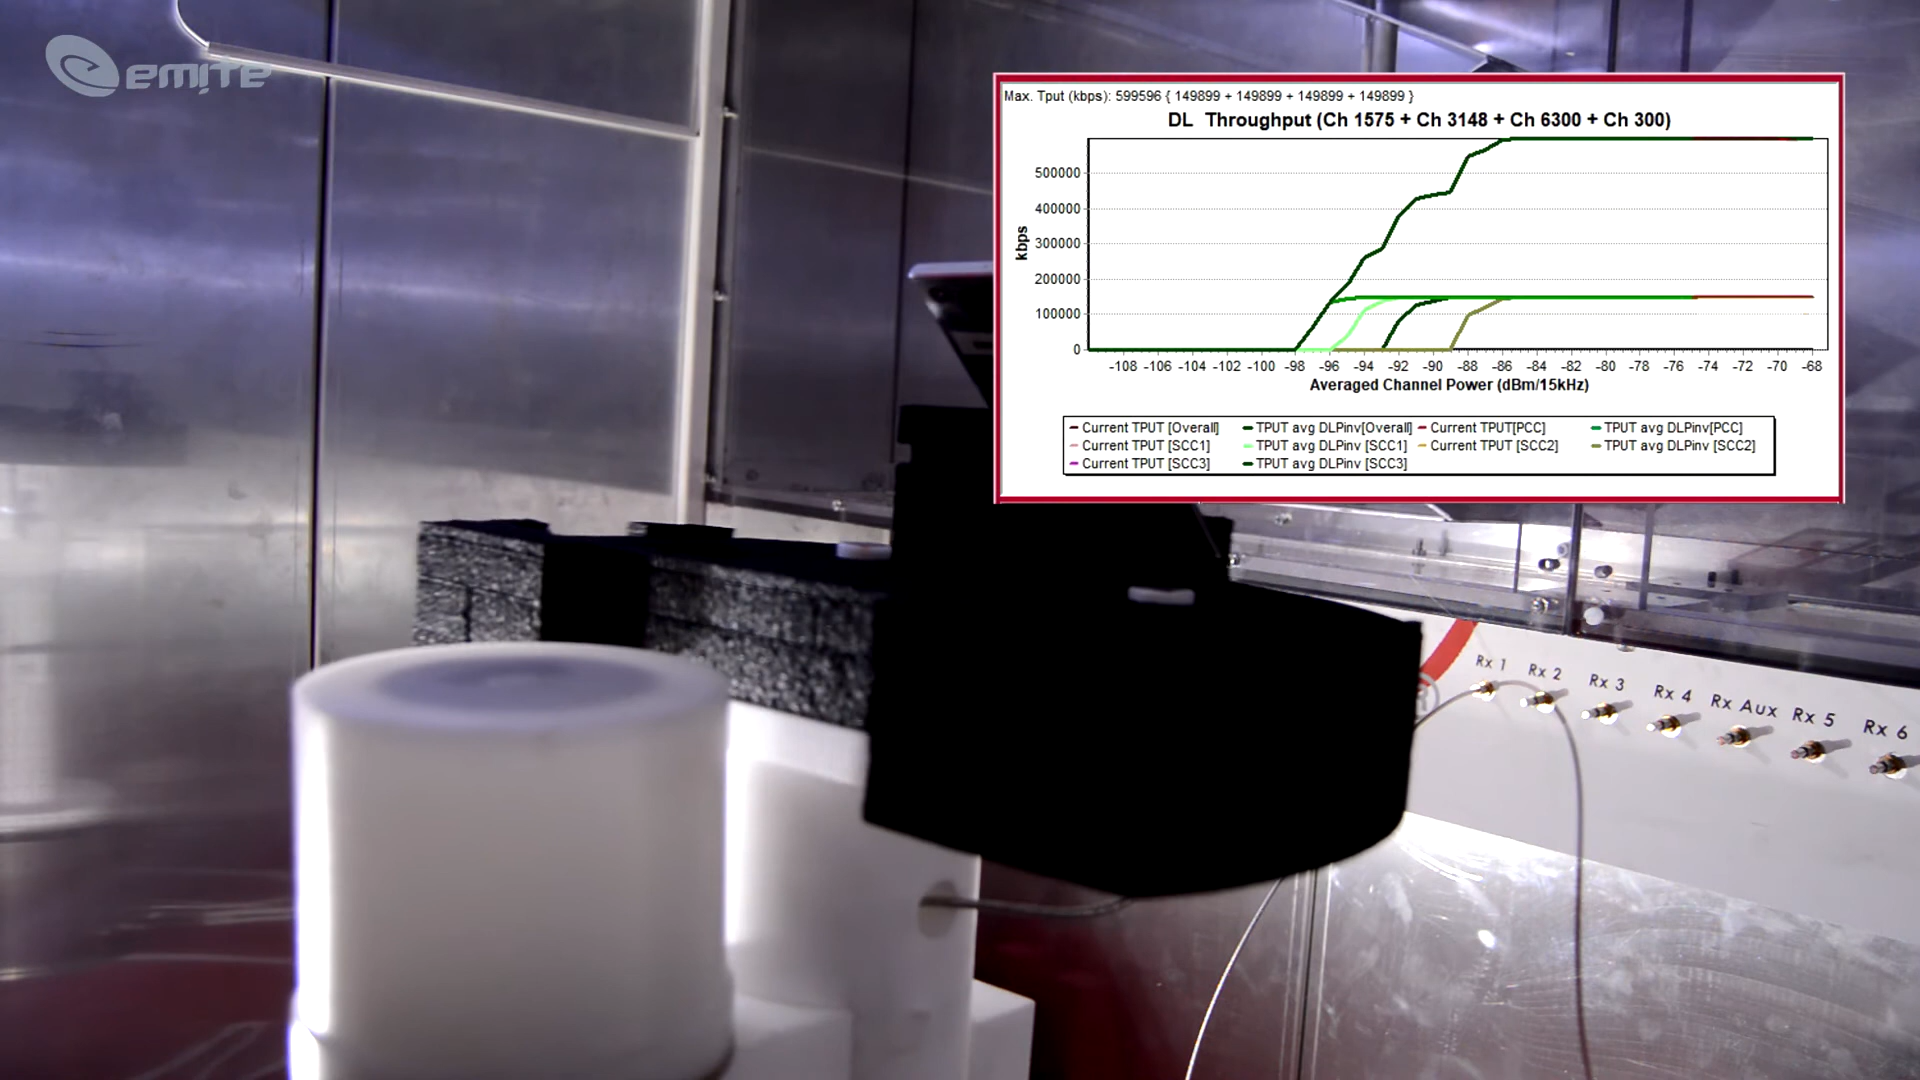 emite
Max. Tput (kbps): 599596 { 149899 + 149899 + 149899 + 149899 }
DL Throughput (Ch 1575 + Ch 3148 + Ch 6300 + Ch 300)
kbps
500000
400000
300000
200000
100000
0
-108 -106 -104 -102 -100 -98 -96 -94 -92 -90 -88 -86 -84 -82 -80 -78 -76 -74 -72 -70 -68
Averaged Channel Power (dBm/15kHz)
Current TPUT [Overall] TPUT avg DLPinv[Overall] Current TPUT[PCC] TPUT avg DLPinv[PCC]
Current TPUT [SCC1] TPUT avg DLPinv [SCC1] Current TPUT [SCC2] TPUT avg DLPinv [SCC2]
Current TPUT [SCC3] TPUT avg DLPinv [SCC3]
Rx 1 Rx 2 Rx 3 Rx 4 Rx Aux Rx 5 Rx 6